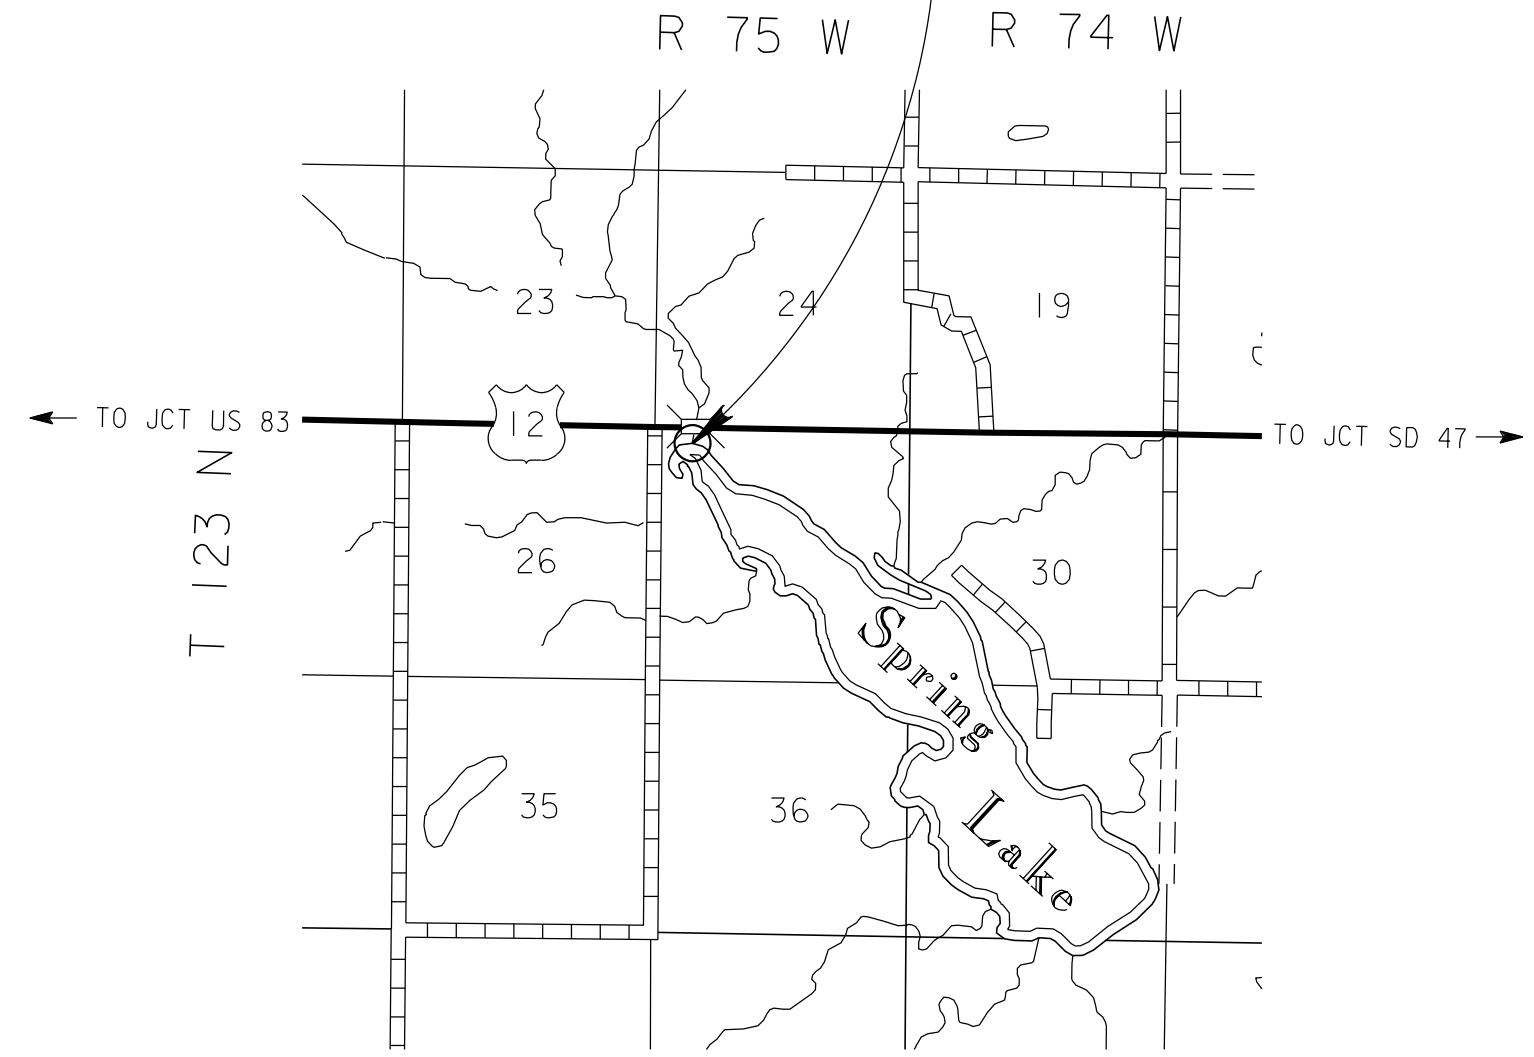 R 75 W
R 74 W
23
24
19
TO JCT US 83
12
TO JCT SD 47
T 123 N
26
30
Spring
Lake
35
36